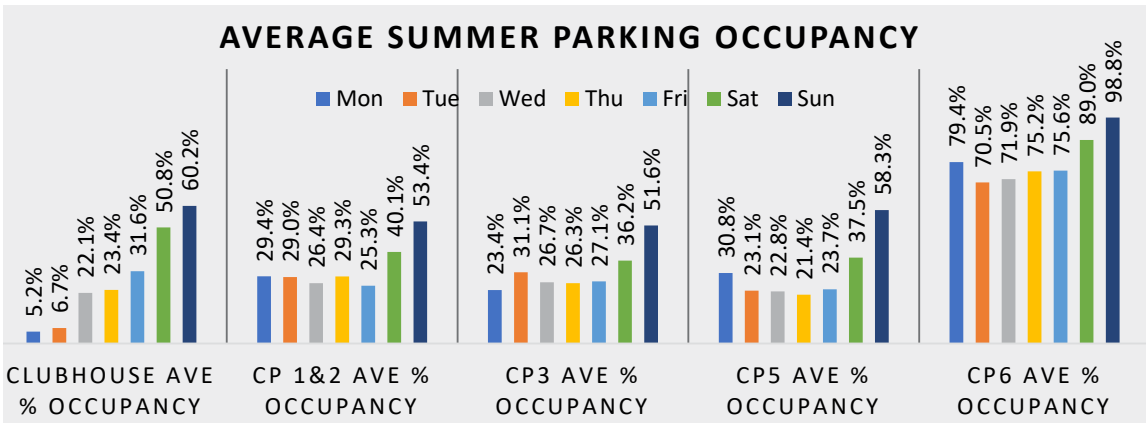 AVERAGE SUMMER PARKING OCCUPANCY
Mon Tue Wed Thu Fri Sat Sun
5.2% 6.7% 22.1% 23.4% 31.6% 50.8% 60.2%
29.4% 29.0% 26.4% 29.3% 25.3% 40.1% 53.4%
23.4% 31.1% 26.7% 26.3% 27.1% 36.2% 51.6%
30.8% 23.1% 22.8% 21.4% 23.7% 37.5% 58.3%
79.4% 70.5% 71.9% 75.2% 75.6% 89.0% 98.8%
CLUBHOUSE AVE
% OCCUPANCY
CP 1&2 AVE %
OCCUPANCY
CP3 AVE %
OCCUPANCY
CP5 AVE %
OCCUPANCY
CP6 AVE %
OCCUPANCY